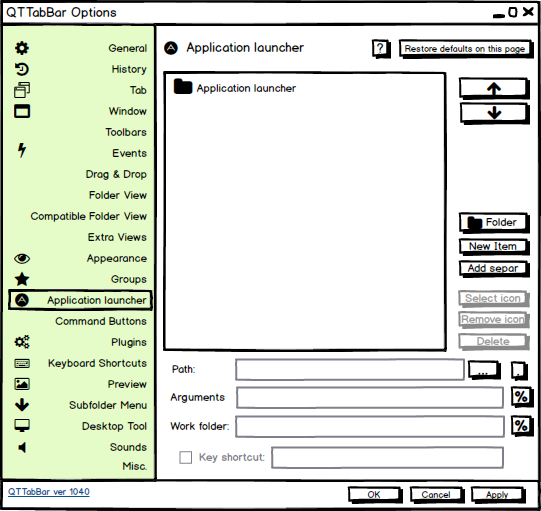 QTTabBar Options
General
History
Tab
Window
Toolbars
Events
Drag & Drop
Folder View
Compatible Folder View
Extra Views
Appearance
Groups
Application launcher
Command Buttons
Plugins
Keyboard Shortcuts
Preview
Subfolder Menu
Desktop Tool
Sounds
Misc.
Application launcher
?
Restore defaults on this page
Application launcher
Folder
New Item
Add separ
Select icon
Remove icon
Delete
Path:
...
.
Arguments
%
Work folder:
%
Key shortcut:
QTTabBar ver 1040
OK
Cancel
Apply